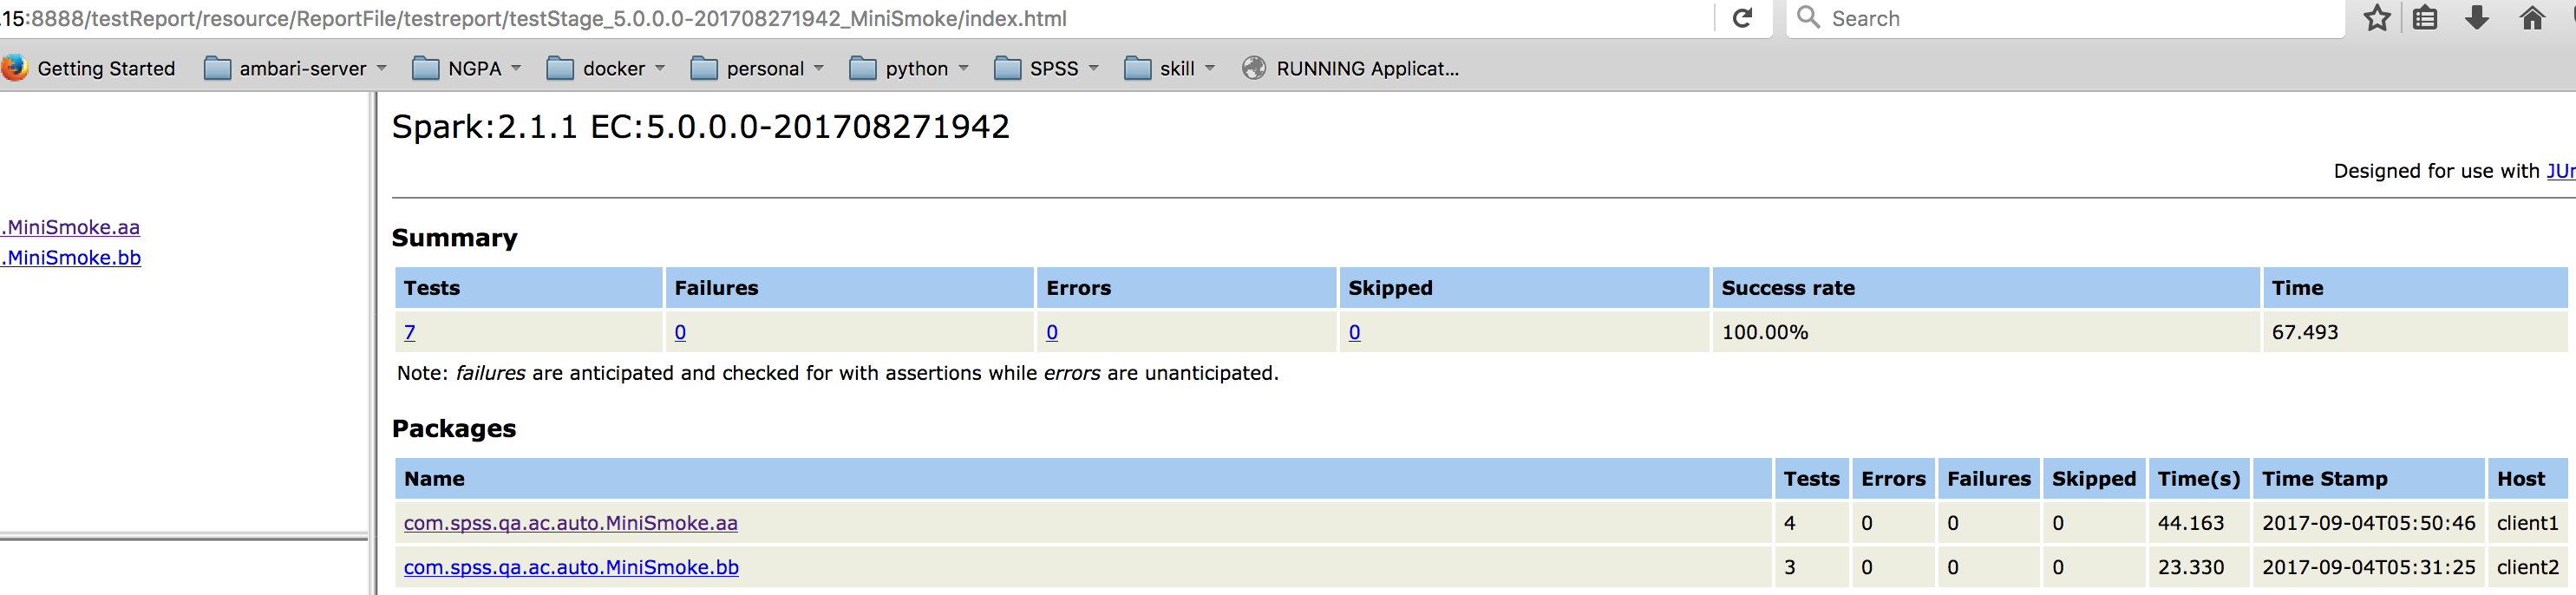 15:8888/testReport/resource/ReportFile/testreport/testStage_5.0.0.0-201708271942_MiniSmoke/index.html Search
Getting Started ambari-server NGPA docker personal python SPSS skill RUNNING Applicat...
Spark:2.1.1 EC:5.0.0.0-201708271942
Designed for use with JUn
.MiniSmoke.aa
.MiniSmoke.bb
Summary
Tests Failures Errors Skipped Success rate Time
7 0 0 0 100.00% 67.493
Note: failures are anticipated and checked for with assertions while errors are unanticipated.
Packages
Name Tests Errors Failures Skipped Time(s) Time Stamp Host
com.spss.qa.ac.auto.MiniSmoke.aa 4 0 0 0 44.163 2017-09-04T05:50:46 client1
com.spss.qa.ac.auto.MiniSmoke.bb 3 0 0 0 23.330 2017-09-04T05:31:25 client2